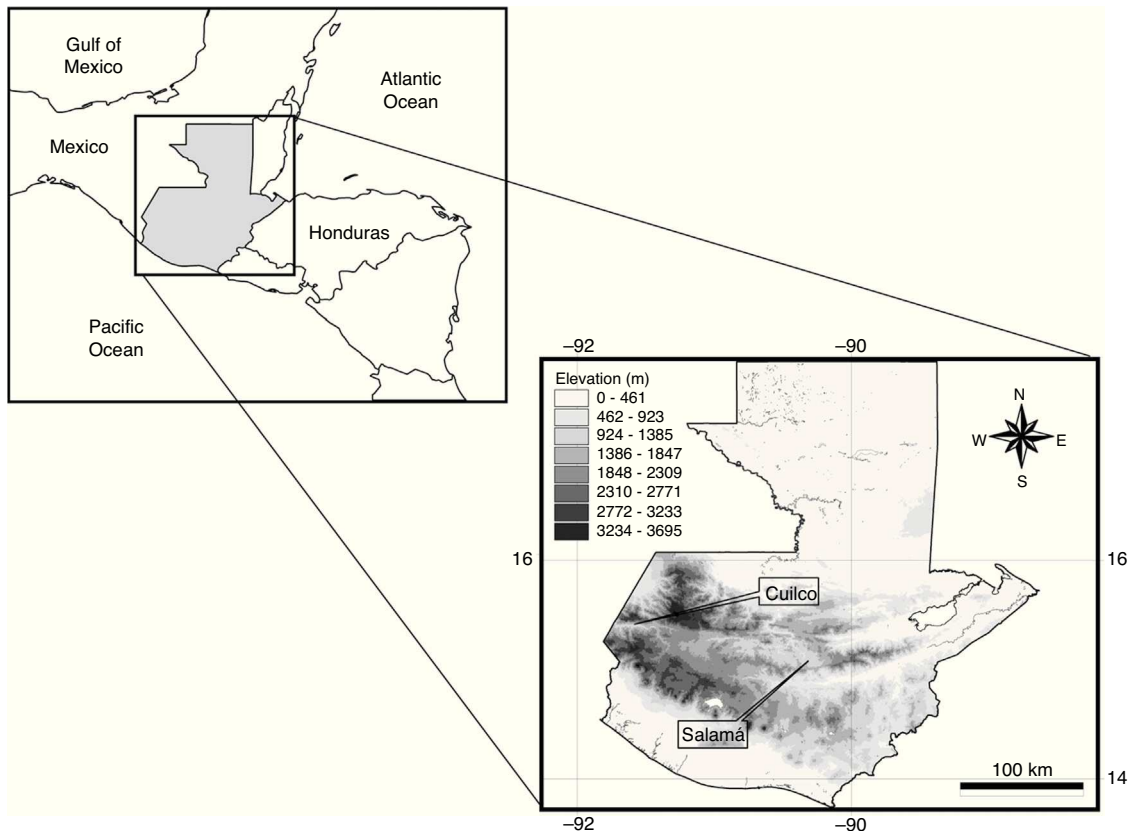 Gulf of
Mexico
Atlantic
Ocean
Mexico
Honduras
Pacific
Ocean
–92
–90
Elevation (m)
0 - 461
462 - 923
924 - 1385
1386 - 1847
1848 - 2309
2310 - 2771
2772 - 3233
3234 - 3695
N
W
E
S
16
16
Cuilco
Salamá
100 km
14
–92
–90